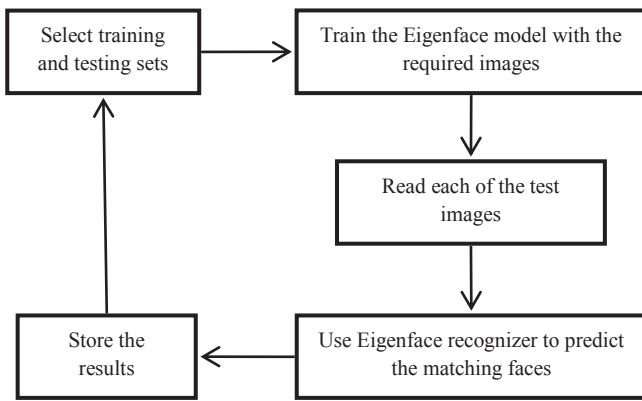 Select training
and testing sets
Train the Eigenface model with the
required images
Read each of the test
images
Use Eigenface recognizer to predict
the matching faces
Store the
results